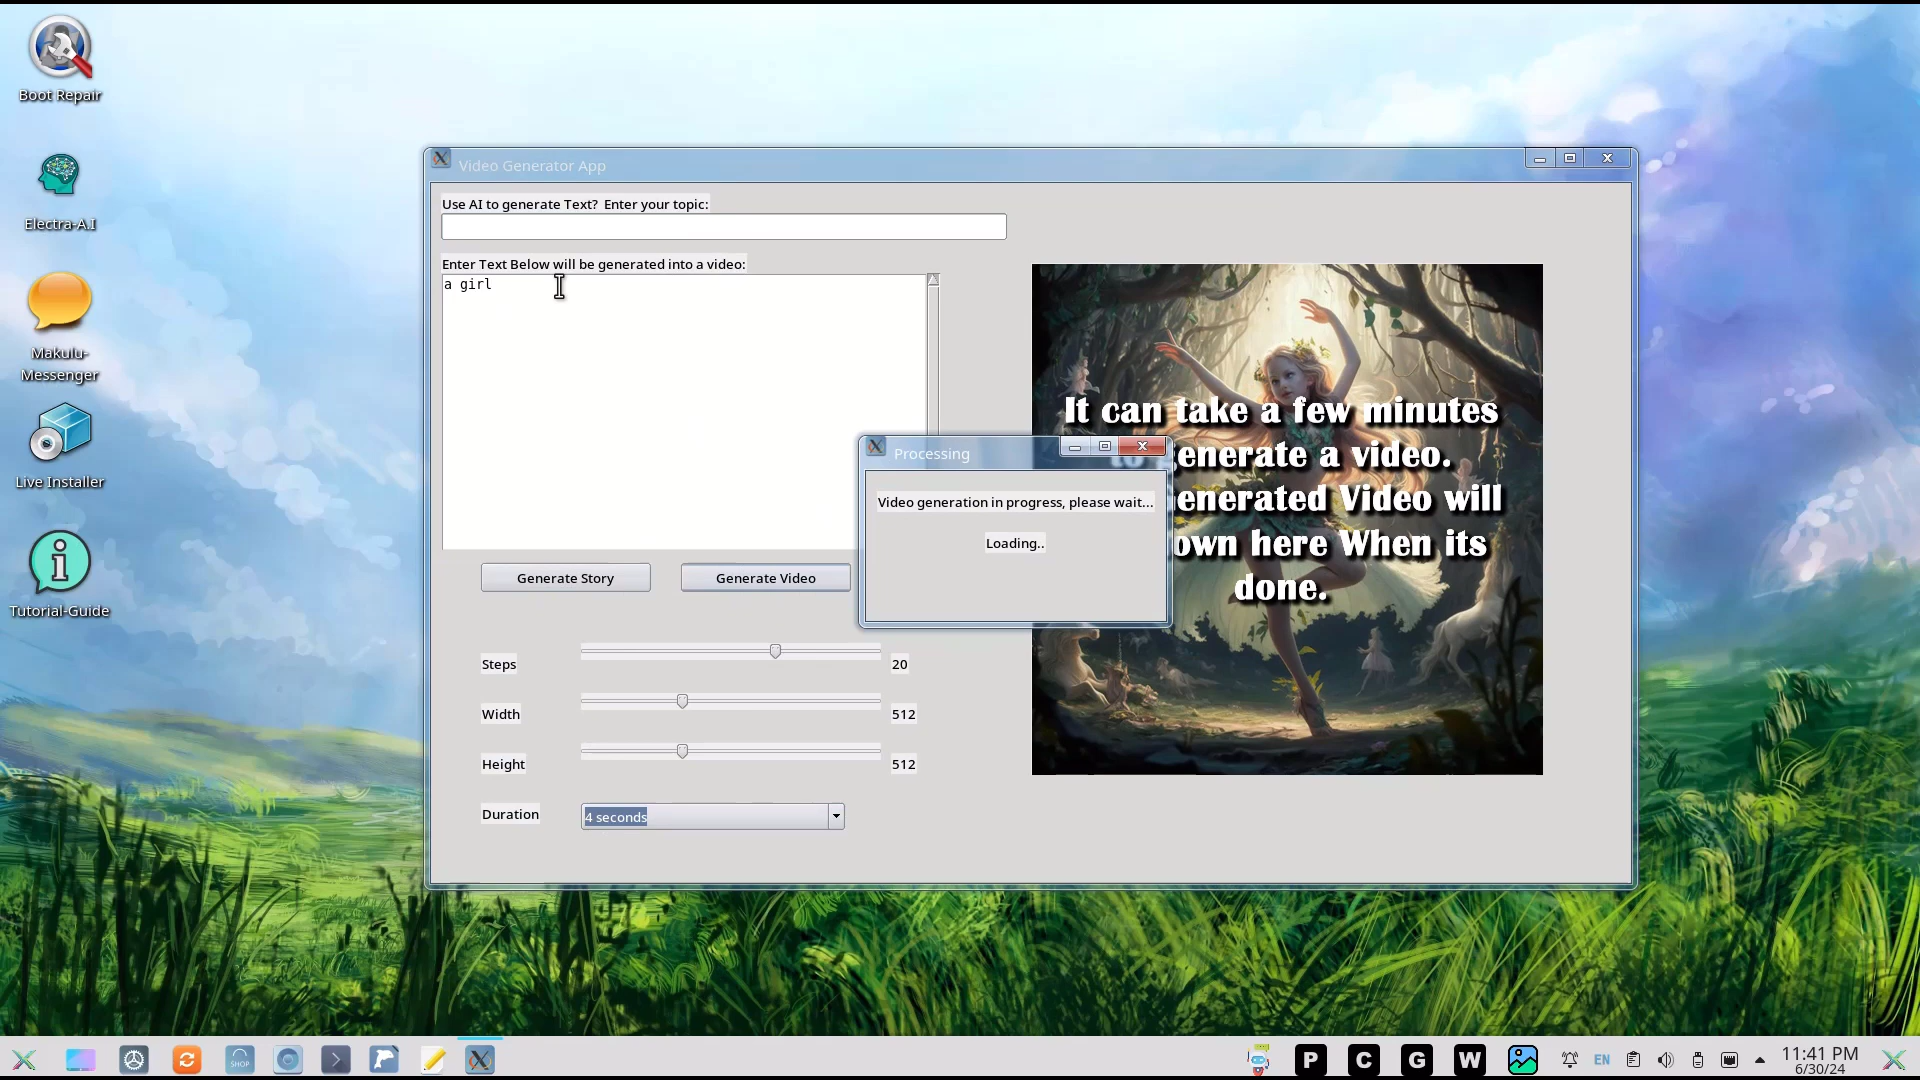 Boot Repair
Electra-A.I
Makulu-
Messenger
Live Installer
Tutorial-Guide
Video Generator App
Use AI to generate Text?  Enter your topic:
Enter Text Below will be generated into a video:
a girl
Generate Story
Generate Video
Steps
20
Width
512
Height
512
Duration
4 seconds
It can take a few minutes
enerate a video.
enerated Video will
own here When its
done.
Processing
Video generation in progress, please wait...
Loading..
SHOP
P
C
G
W
EN
11:41 PM
6/30/24